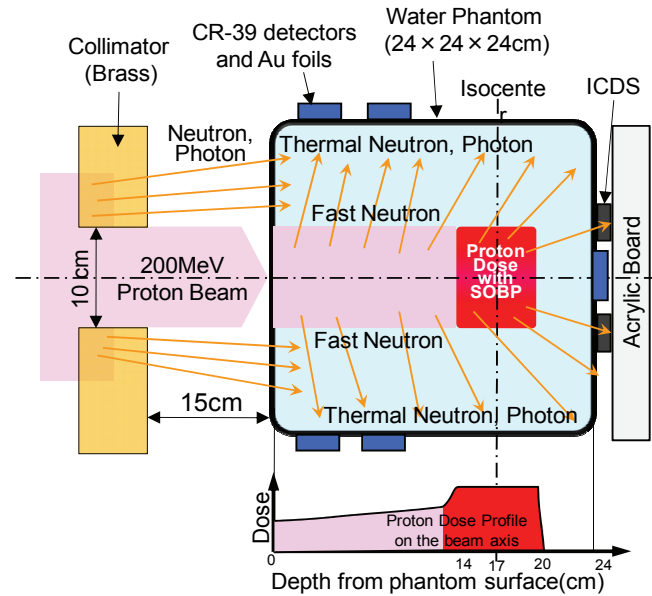 Collimator
(Brass)
CR-39 detectors
and Au foils
Water Phantom
(24×24×24cm)
Isocente
r
ICDS
Neutron,
Photon
Thermal Neutron, Photon
Fast Neutron
200MeV
Proton Beam
10 cm
Proton
Dose
with
SOBP
Acrylic Board
Fast Neutron
15cm
Thermal Neutron, Photon
Dose
Proton Dose Profile
on the beam axis
0
14
17
20
24
Depth from phantom surface(cm)